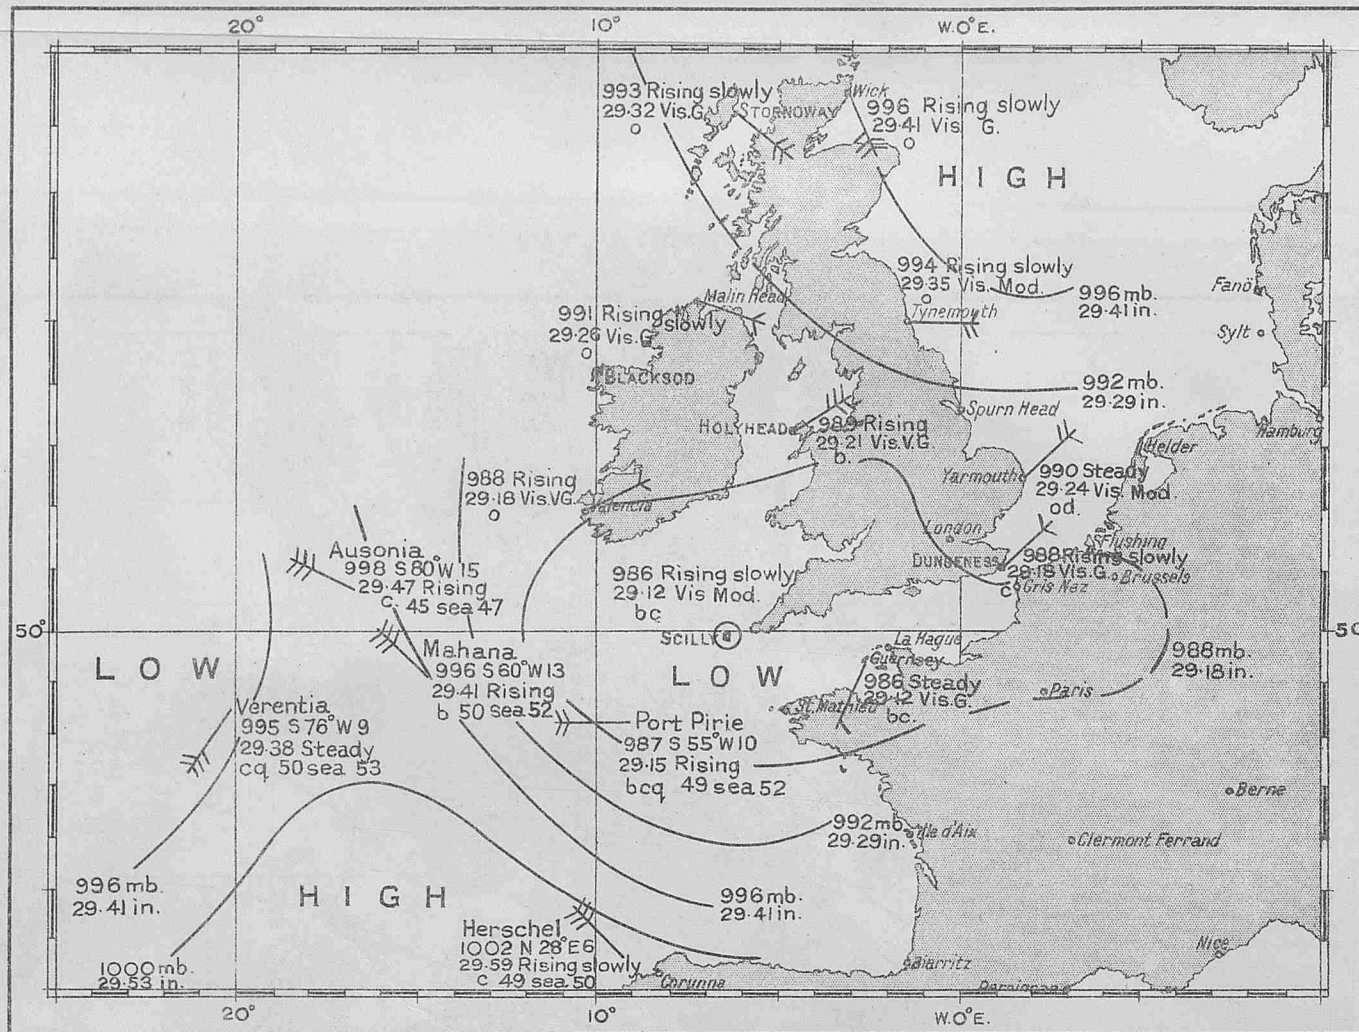 20°
10°
W.O°E.
993 Rising slowly
29·32 Vis.G.
o
STORNOWAY
Wick
996 Rising slowly
29·41 Vis. G.
o
HIGH
994 Rising slowly
29·35 Vis. Mod.
o
Tynemouth
996 mb.
29·41 in.
Fanö
Sylt
Malin Head
991 Rising
slowly
29·26 Vis.G.
o
BLACKSOD
992 mb.
29·29 in.
Spurn Head
HOLYHEAD
989 Rising
29·21 Vis.V.G.
b.
Helder
Hamburg
988 Rising
29·18 Vis.VG.
o
Valencia
Yarmouth
990 Steady
29·24 Vis. Mod.
od.
London
DUNGENESS
Flushing
988 Rising slowly
29·18 Vis.G.
c
Brussels
Gris Nez
Ausonia
998 S 80°W 15
29·47 Rising
c. 45 sea 47
986 Rising slowly
29·12 Vis Mod.
bc
50°
SCILLY
50
LOW
Mahana
996 S 60°W 13
29·41 Rising
b 50 Sea 52
LOW
La Hague
Guernsey
986 Steady
29·12 Vis.G.
bc.
St. Mathieu
Paris
988 mb.
29·18 in.
Verentia
995 S 76°W 9
29·38 Steady
cq 50 sea 53
Port Pirie
987 S 55°W 10
29·15 Rising
bcq 49 sea 52
Berne
992 mb.
29·29 in.
Ile d'Aix
Clermont Ferrand
996 mb.
29·41 in.
HIGH
996 mb.
29·41 in.
Herschel
1002 N 28°E 6
29·59 Rising slowly
c 49 sea 50
1000 mb.
29·53 in.
Corunna
Biarritz
Nice
Perpignan
20°
10°
W.O°E.